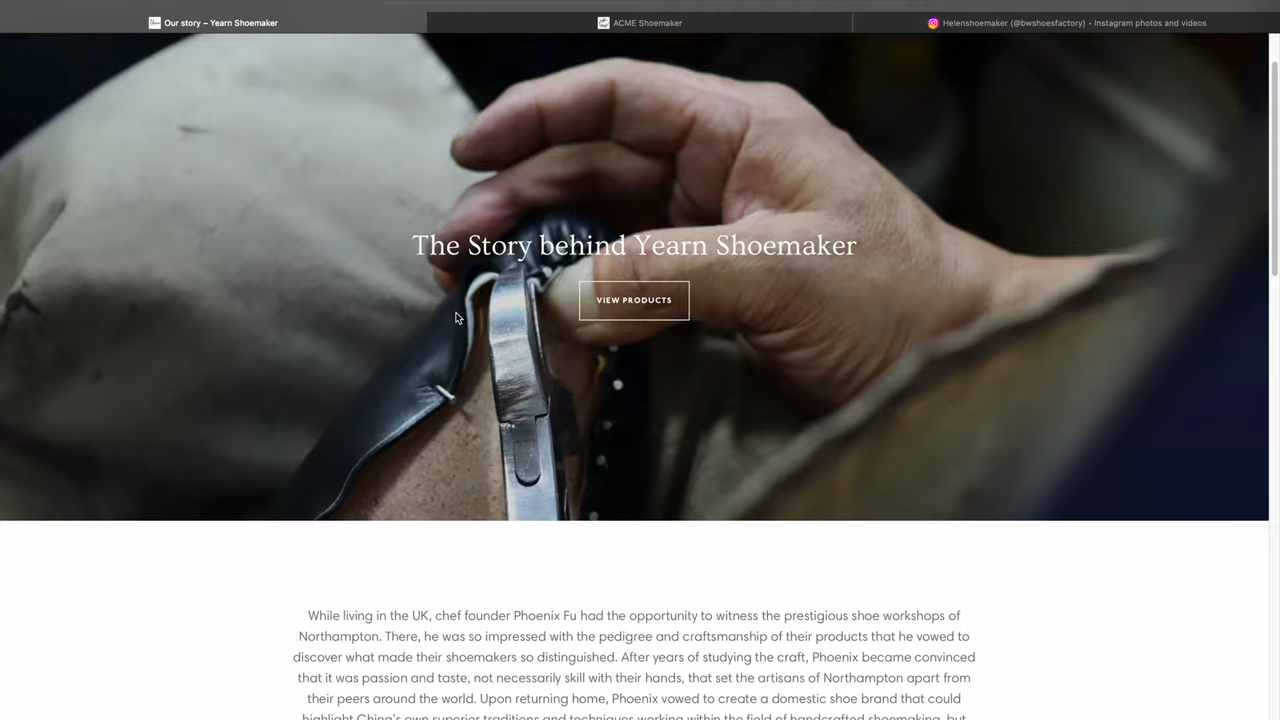 Our story – Yearn Shoemaker
ACME Shoemaker
Helenshoemaker (@bwshoesfactory) • Instagram photos and videos
The Story behind Yearn Shoemaker
VIEW PRODUCTS
While living in the UK, chef founder Phoenix Fu had the opportunity to witness the prestigious shoe workshops of
Northampton. There, he was so impressed with the pedigree and craftsmanship of their products that he vowed to
discover what made their shoemakers so distinguished. After years of studying the craft, Phoenix became convinced
that it was passion and taste, not necessarily skill with their hands, that set the artisans of Northampton apart from
their peers around the world. Upon returning home, Phoenix vowed to create a domestic shoe brand that could
highlight China's own superior traditions and techniques working within the field of handcrafted shoemaking, but